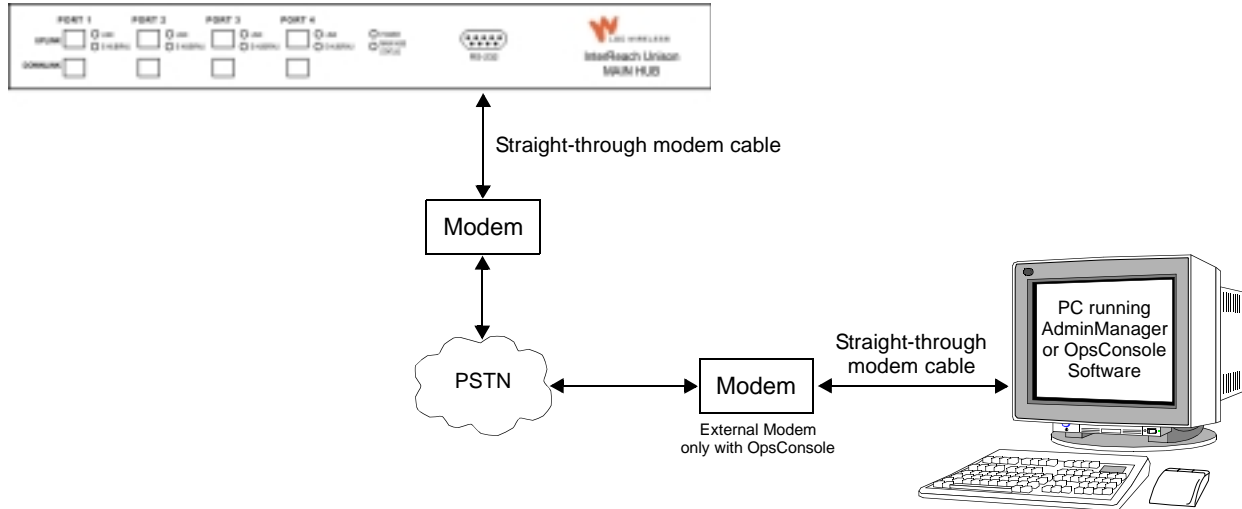 PORT 1 PORT 2 PORT 3 PORT 4
UPLINK
DOWNLINK
RS-232
LGC WIRELESS
InterReach Unison
MAIN HUB
Straight-through modem cable
Modem
PSTN
Modem
External Modem
only with OpsConsole
Straight-through
modem cable
PC running
AdminManager
or OpsConsole
Software